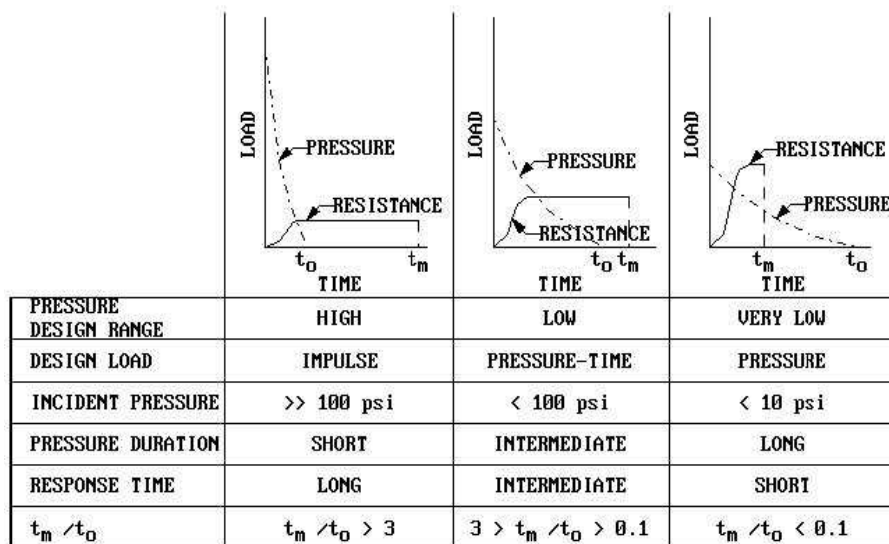 LOAD
PRESSURE
RESISTANCE
t₀
tₘ
TIME
LOAD
PRESSURE
RESISTANCE
t₀ tₘ
TIME
LOAD
RESISTANCE
PRESSURE
tₘ
t₀
TIME
PRESSURE
DESIGN RANGE
HIGH
LOW
VERY LOW
DESIGN LOAD
IMPULSE
PRESSURE-TIME
PRESSURE
INCIDENT PRESSURE
>> 100 psi
< 100 psi
< 10 psi
PRESSURE DURATION
SHORT
INTERMEDIATE
LONG
RESPONSE TIME
LONG
INTERMEDIATE
SHORT
tₘ /t₀
tₘ /t₀ > 3
3 > tₘ /t₀ > 0.1
tₘ /t₀ < 0.1